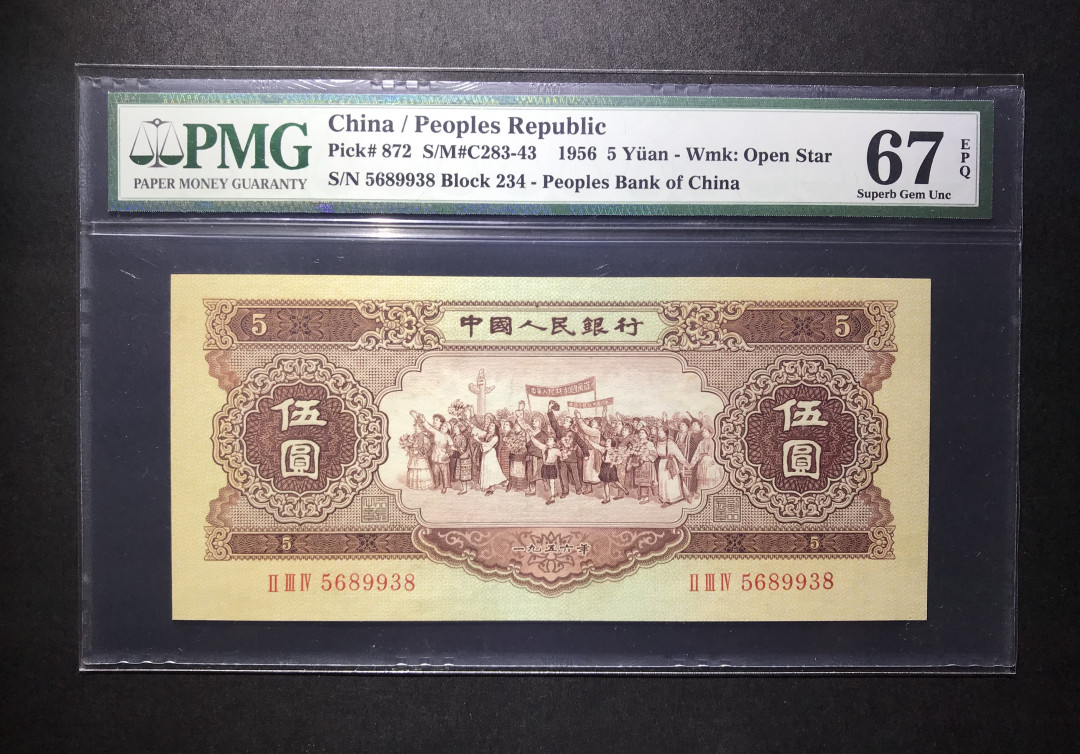 China / Peoples Republic
PMG
Pick# 872 S/M#C283-43 1956 5 Yüan - Wmk: Open Star
PAPER MONEY GUARANTY
S/N 5689938 Block 234 - Peoples Bank of China
67
EPQ
Superb Gem Unc
5
中國人民銀行
5
伍圓
伍圓
5
一九五六年
5
II III IV 5689938
II III IV 5689938